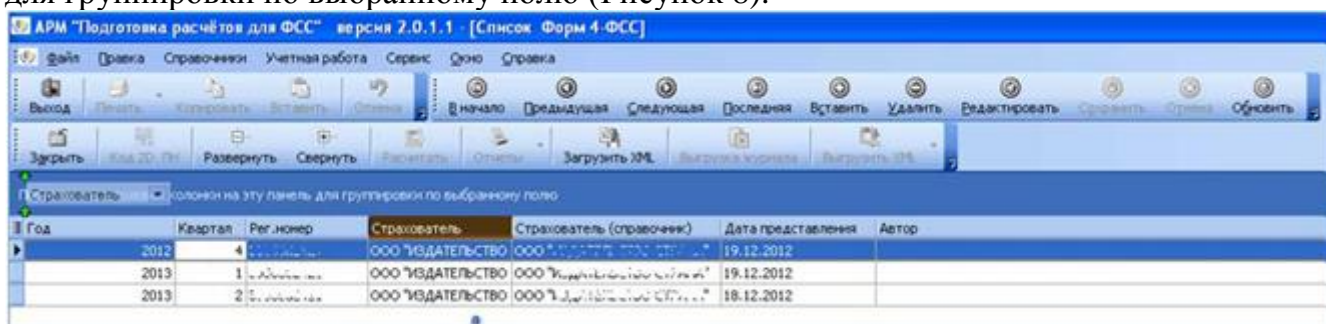 для группировки по выбранному полю (Рисунок 6).
АРМ "Подготовка расчётов для ФСС" версия 2.0.1.1 - [Список Форм 4-ФСС]
Файл Правка Справочники Учетная работа Сервис Окно Справка
Выход Печать Копировать Вставить Отмена В начало Предыдущая Следующая Последняя Вставить Удалить Редактировать Сохранить Отмена Обновить
Закрыть Код 2D, ПН Развернуть Свернуть Рассчитать Отчеты Загрузить XML Выгрузка журнала Выгрузить XML
Страхователь колонки на эту панель для группировки по выбранному полю
Год Квартал Рег.номер Страхователь Страхователь (справочник) Дата представления Автор
2012 4 ООО "ИЗДАТЕЛЬСТВО ООО " 19.12.2012
2013 1 ООО "ИЗДАТЕЛЬСТВО ООО " 19.12.2012
2013 2 ООО "ИЗДАТЕЛЬСТВО ООО " 18.12.2012